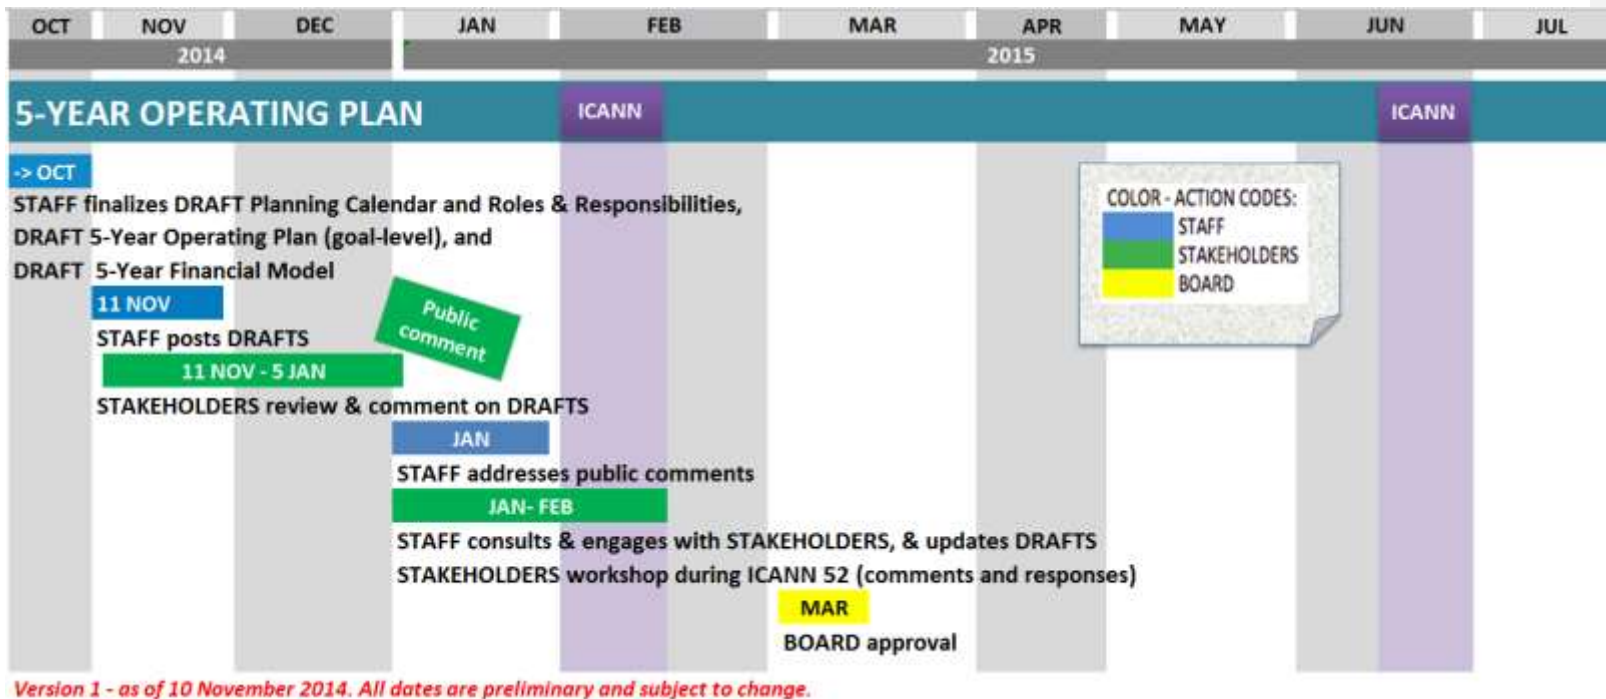 OCT NOV DEC JAN FEB MAR APR MAY JUN JUL
2014 2015
5-YEAR OPERATING PLAN ICANN ICANN
-> OCT
STAFF finalizes DRAFT Planning Calendar and Roles & Responsibilities,
DRAFT 5-Year Operating Plan (goal-level), and
DRAFT 5-Year Financial Model
COLOR - ACTION CODES:
STAFF
STAKEHOLDERS
BOARD
11 NOV
STAFF posts DRAFTS
Public
comment
11 NOV - 5 JAN
STAKEHOLDERS review & comment on DRAFTS
JAN
STAFF addresses public comments
JAN- FEB
STAFF consults & engages with STAKEHOLDERS, & updates DRAFTS
STAKEHOLDERS workshop during ICANN 52 (comments and responses)
MAR
BOARD approval
Version 1 - as of 10 November 2014. All dates are preliminary and subject to change.